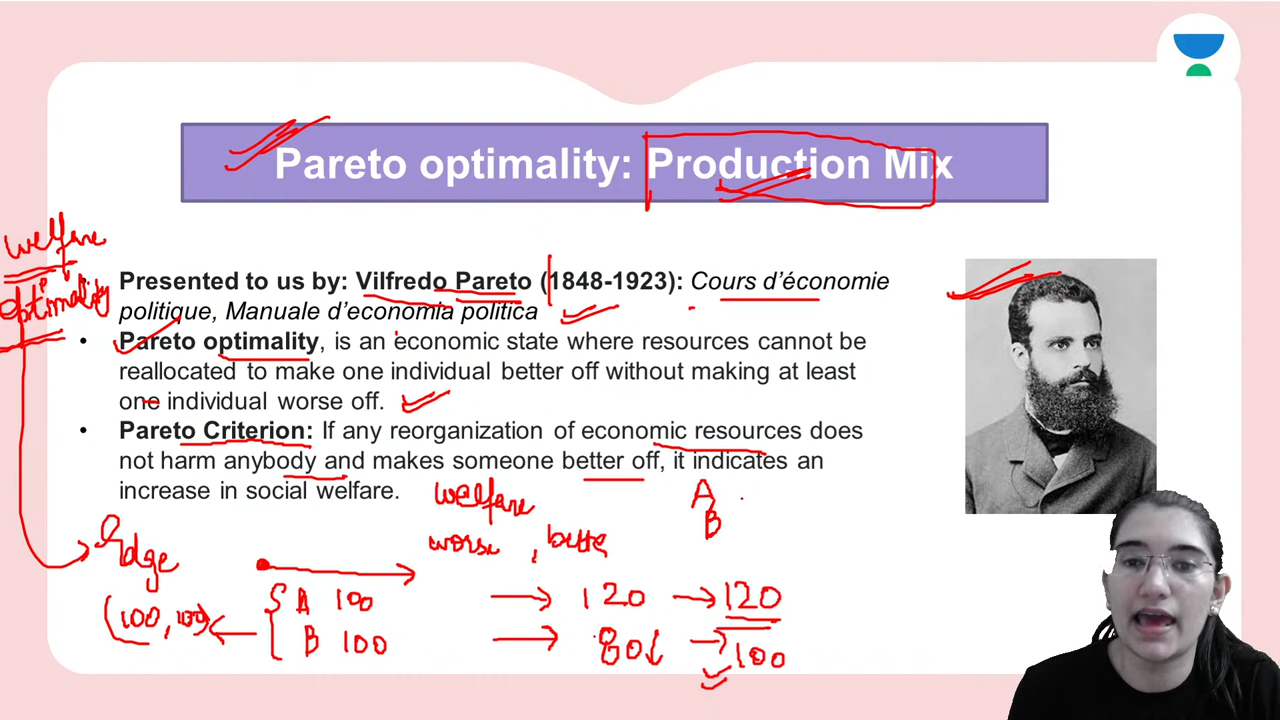 Pareto optimality: Production Mix
welfare
optimality
Presented to us by: Vilfredo Pareto (1848-1923): Cours d’économie
politique, Manuale d’economia politica
• Pareto optimality, is an economic state where resources cannot be
reallocated to make one individual better off without making at least
one individual worse off.
• Pareto Criterion: If any reorganization of economic resources does
not harm anybody and makes someone better off, it indicates an
increase in social welfare.
welfare
worse , better
A
B
(100, 100)
A 100 120 120
B 100 80 100